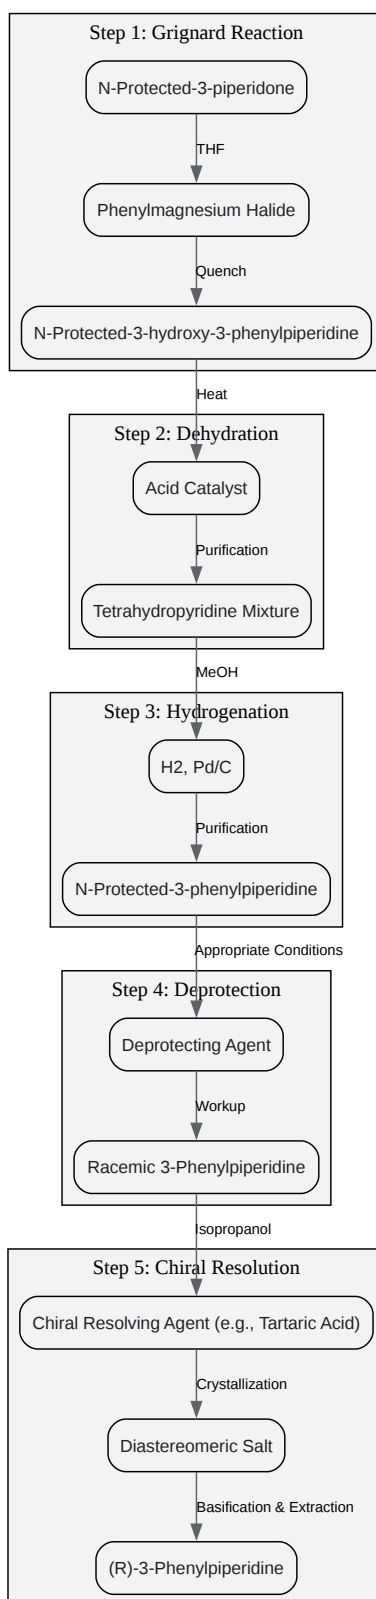 Step 1: Grignard Reaction
N-Protected-3-piperidone
THF
Phenylmagnesium Halide
Quench
N-Protected-3-hydroxy-3-phenylpiperidine
Heat
Step 2: Dehydration
Acid Catalyst
Purification
Tetrahydropyridine Mixture
MeOH
Step 3: Hydrogenation
H2, Pd/C
Purification
N-Protected-3-phenylpiperidine
Appropriate Conditions
Step 4: Deprotection
Deprotecting Agent
Workup
Racemic 3-Phenylpiperidine
Isopropanol
Step 5: Chiral Resolution
Chiral Resolving Agent (e.g., Tartaric Acid)
Crystallization
Diastereomeric Salt
Basification & Extraction
(R)-3-Phenylpiperidine